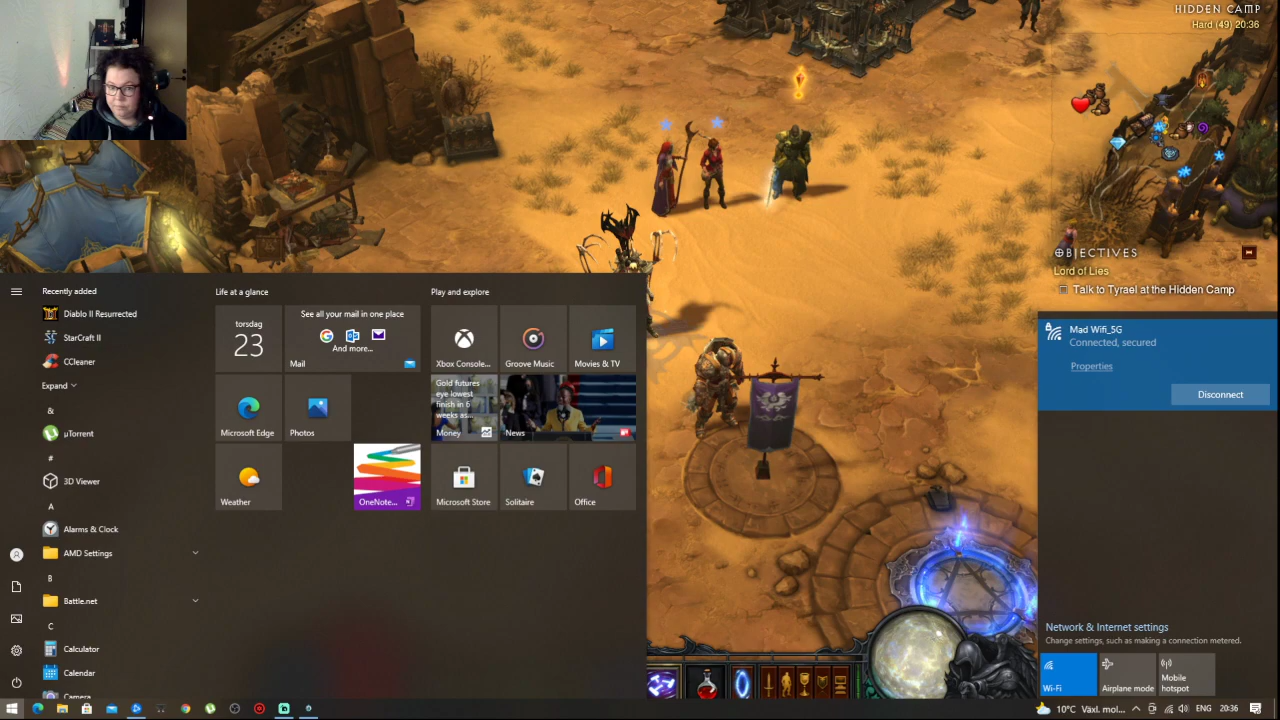 HIDDEN CAMP
Hard (49) 20:36
OBJECTIVES
Lord of Lies
Talk to Tyrael at the Hidden Camp
Recently added
Diablo II Resurrected
StarCraft II
CCleaner
Expand
&
µTorrent
#
3D Viewer
A
Alarms & Clock
AMD Settings
B
Battle.net
C
Calculator
Calendar
Camera
Life at a glance
torsdag
23
See all your mail in one place
And more...
Mail
Microsoft Edge
Photos
Weather
OneNote...
Play and explore
Xbox Console...
Groove Music
Movies & TV
Gold futures
eye lowest
finish in 6
weeks as...
Money
News
Microsoft Store
Solitaire
Office
Mad Wifi_5G
Connected, secured
Properties
Disconnect
Network & Internet settings
Change settings, such as making a connection metered.
Wi-Fi
Airplane mode
Mobile
hotspot
10°C Växl. mol... ENG 20:36